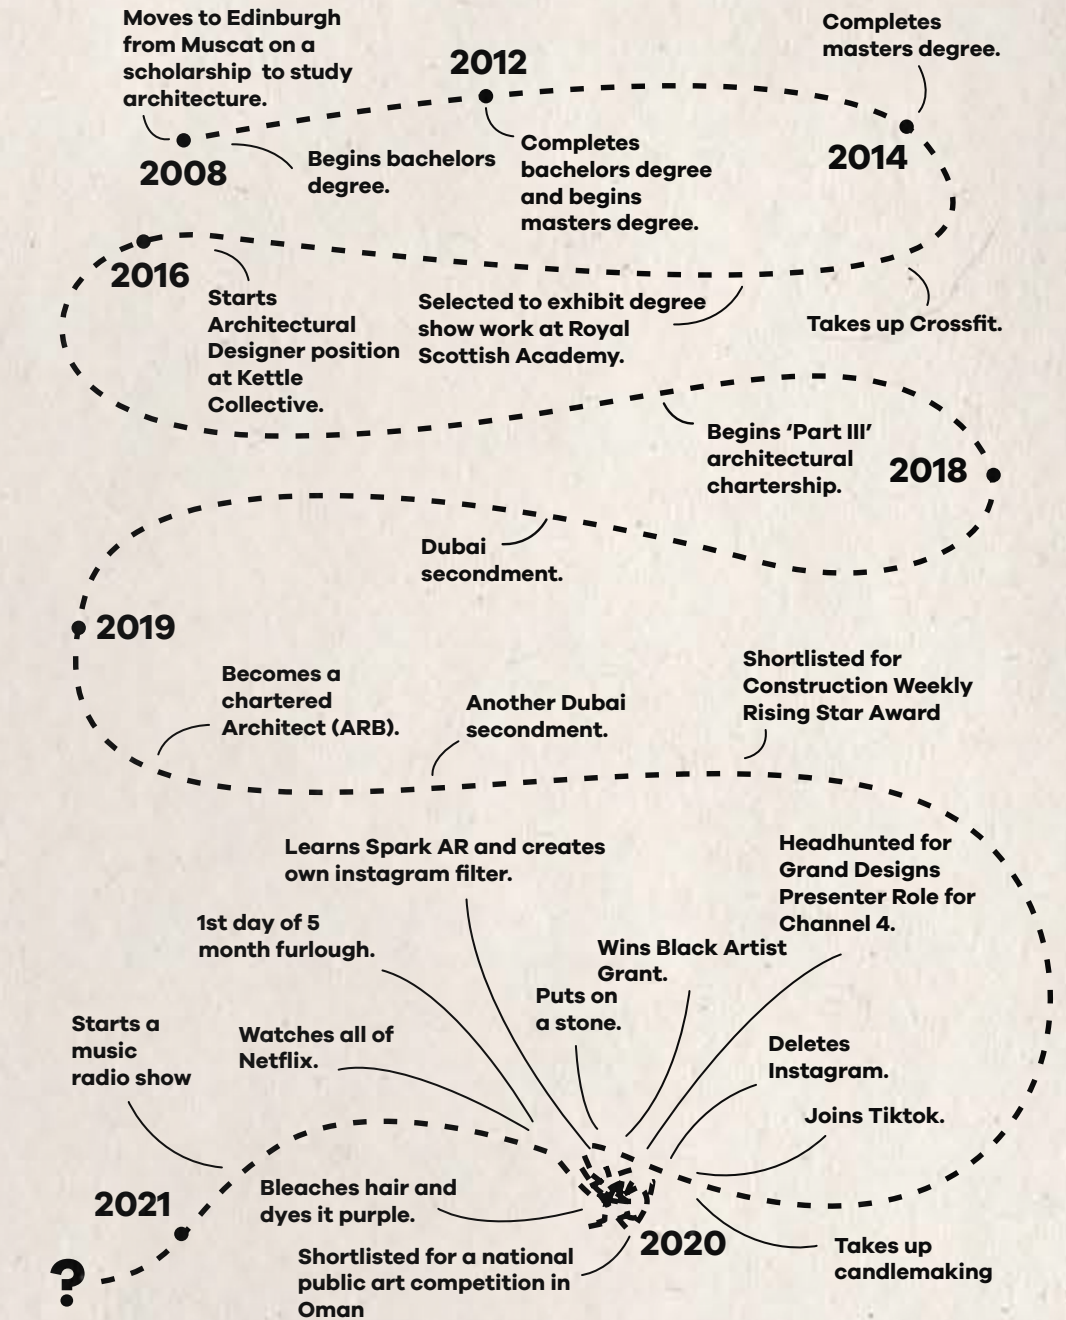 Moves to Edinburgh
from Muscat on a
scholarship  to study
architecture.
2008
Begins bachelors
degree.
2012
Completes
bachelors degree
and begins
masters degree.
Completes
masters degree.
2014
Takes up Crossfit.
Selected to exhibit degree
show work at Royal
Scottish Academy.
2016
Starts
Architectural
Designer position
at Kettle
Collective.
Begins ‘Part III’
architectural
chartership.
2018
Dubai
secondment.
2019
Becomes a
chartered
Architect (ARB).
Another Dubai
secondment.
Shortlisted for
Construction Weekly
Rising Star Award
Learns Spark AR and creates
own instagram filter.
Headhunted for
Grand Designs
Presenter Role for
Channel 4.
1st day of 5
month furlough.
Wins Black Artist
Grant.
Puts on
a stone.
Starts a
music
radio show
Watches all of
Netflix.
Deletes
Instagram.
Joins Tiktok.
Bleaches hair and
dyes it purple.
2021
2020
Takes up
candlemaking
Shortlisted for a national
public art competition in
Oman
?